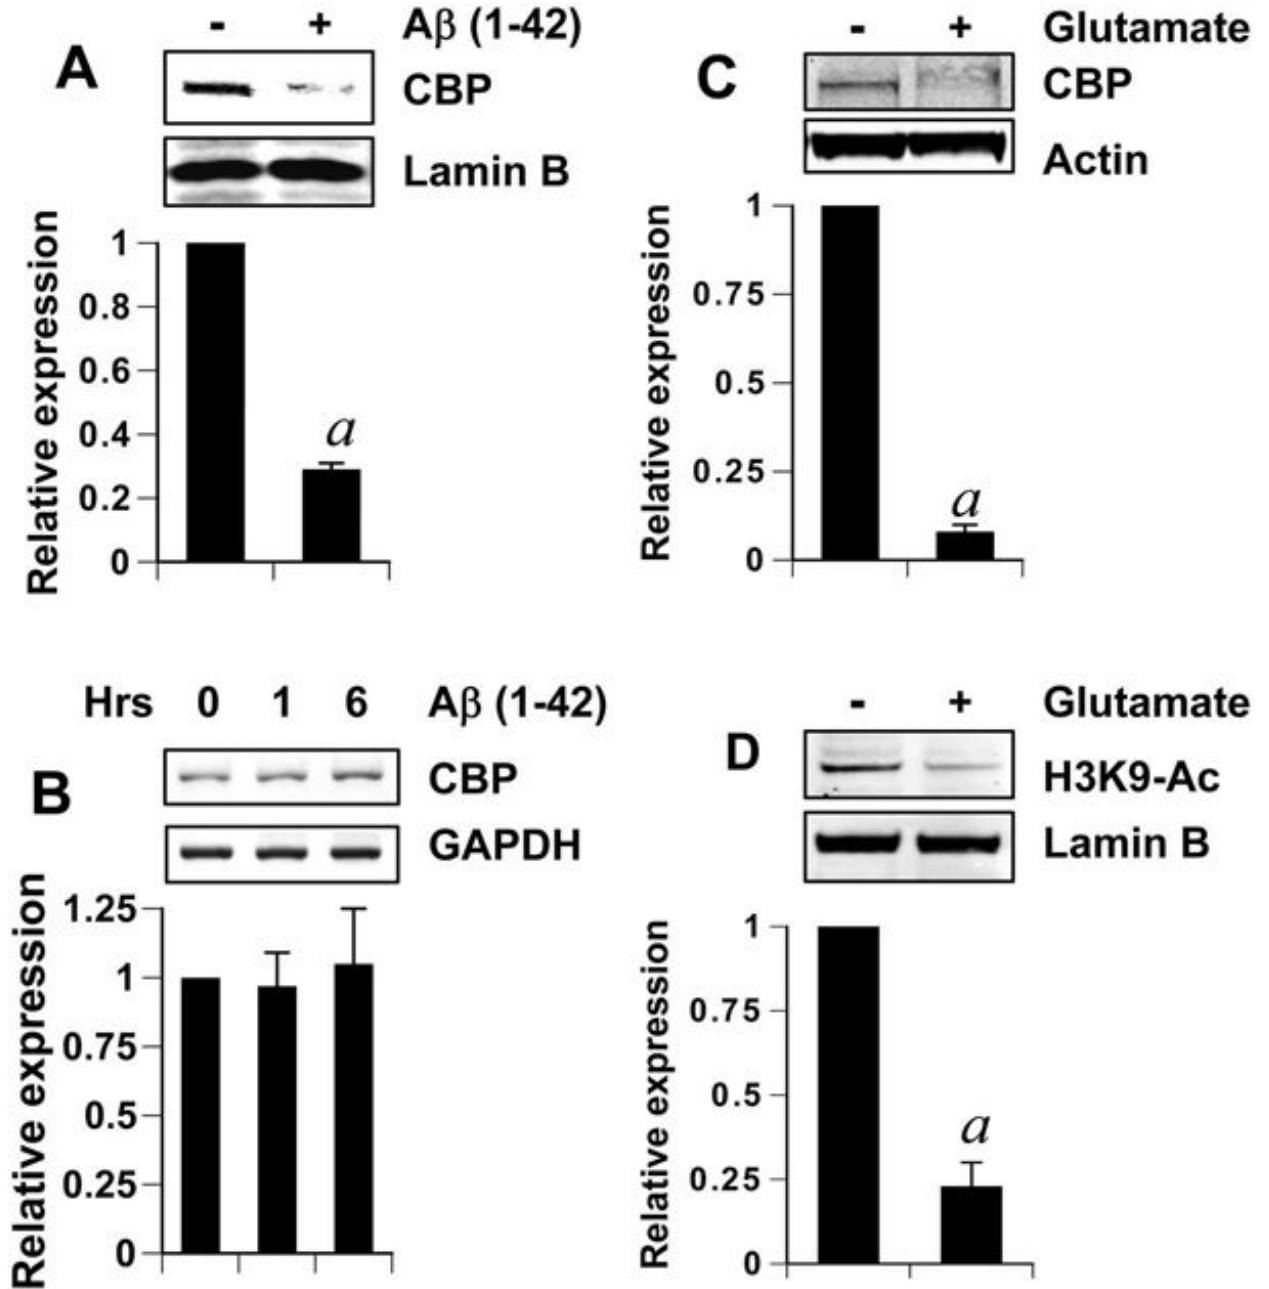 A
- + Aβ (1-42)
CBP
Lamin B
Relative expression
1
0.8
0.6
0.4
0.2
0
a
B
Hrs 0 1 6 Aβ (1-42)
CBP
GAPDH
Relative expression
1.25
1
0.75
0.5
0.25
0
C
- + Glutamate
CBP
Actin
Relative expression
1
0.75
0.5
0.25
0
a
D
- + Glutamate
H3K9-Ac
Lamin B
Relative expression
1
0.75
0.5
0.25
0
a